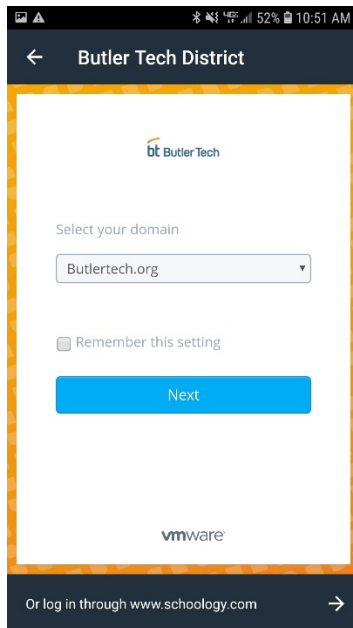 52% 10:51 AM
Butler Tech District
bt Butler Tech
Select your domain
Butlertech.org
Remember this setting
Next
vmware
Or log in through www.schoology.com